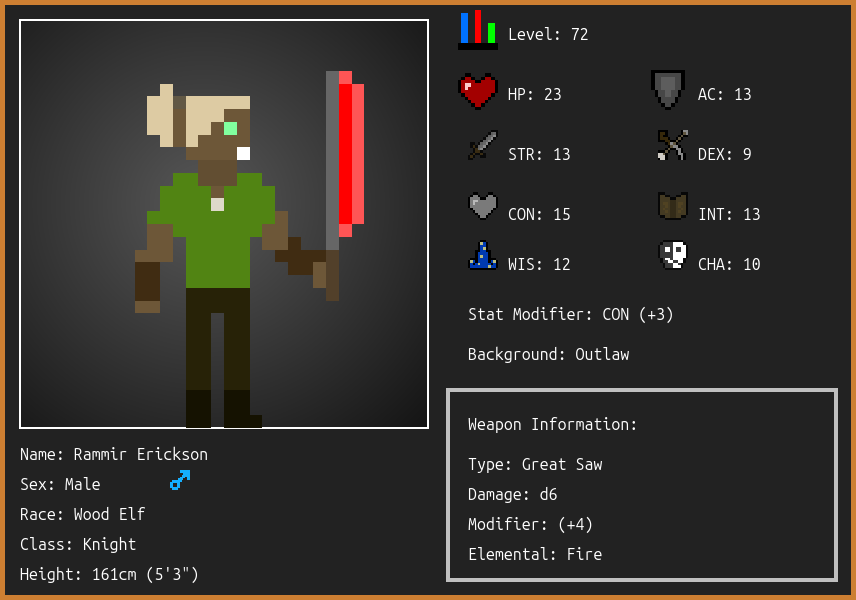 Level: 72
HP: 23
AC: 13
STR: 13
DEX: 9
CON: 15
INT: 13
WIS: 12
CHA: 10
Stat Modifier: CON (+3)
Background: Outlaw
Name: Rammir Erickson
Sex: Male
Race: Wood Elf
Class: Knight
Height: 161cm (5'3")
Weapon Information:
Type: Great Saw
Damage: d6
Modifier: (+4)
Elemental: Fire